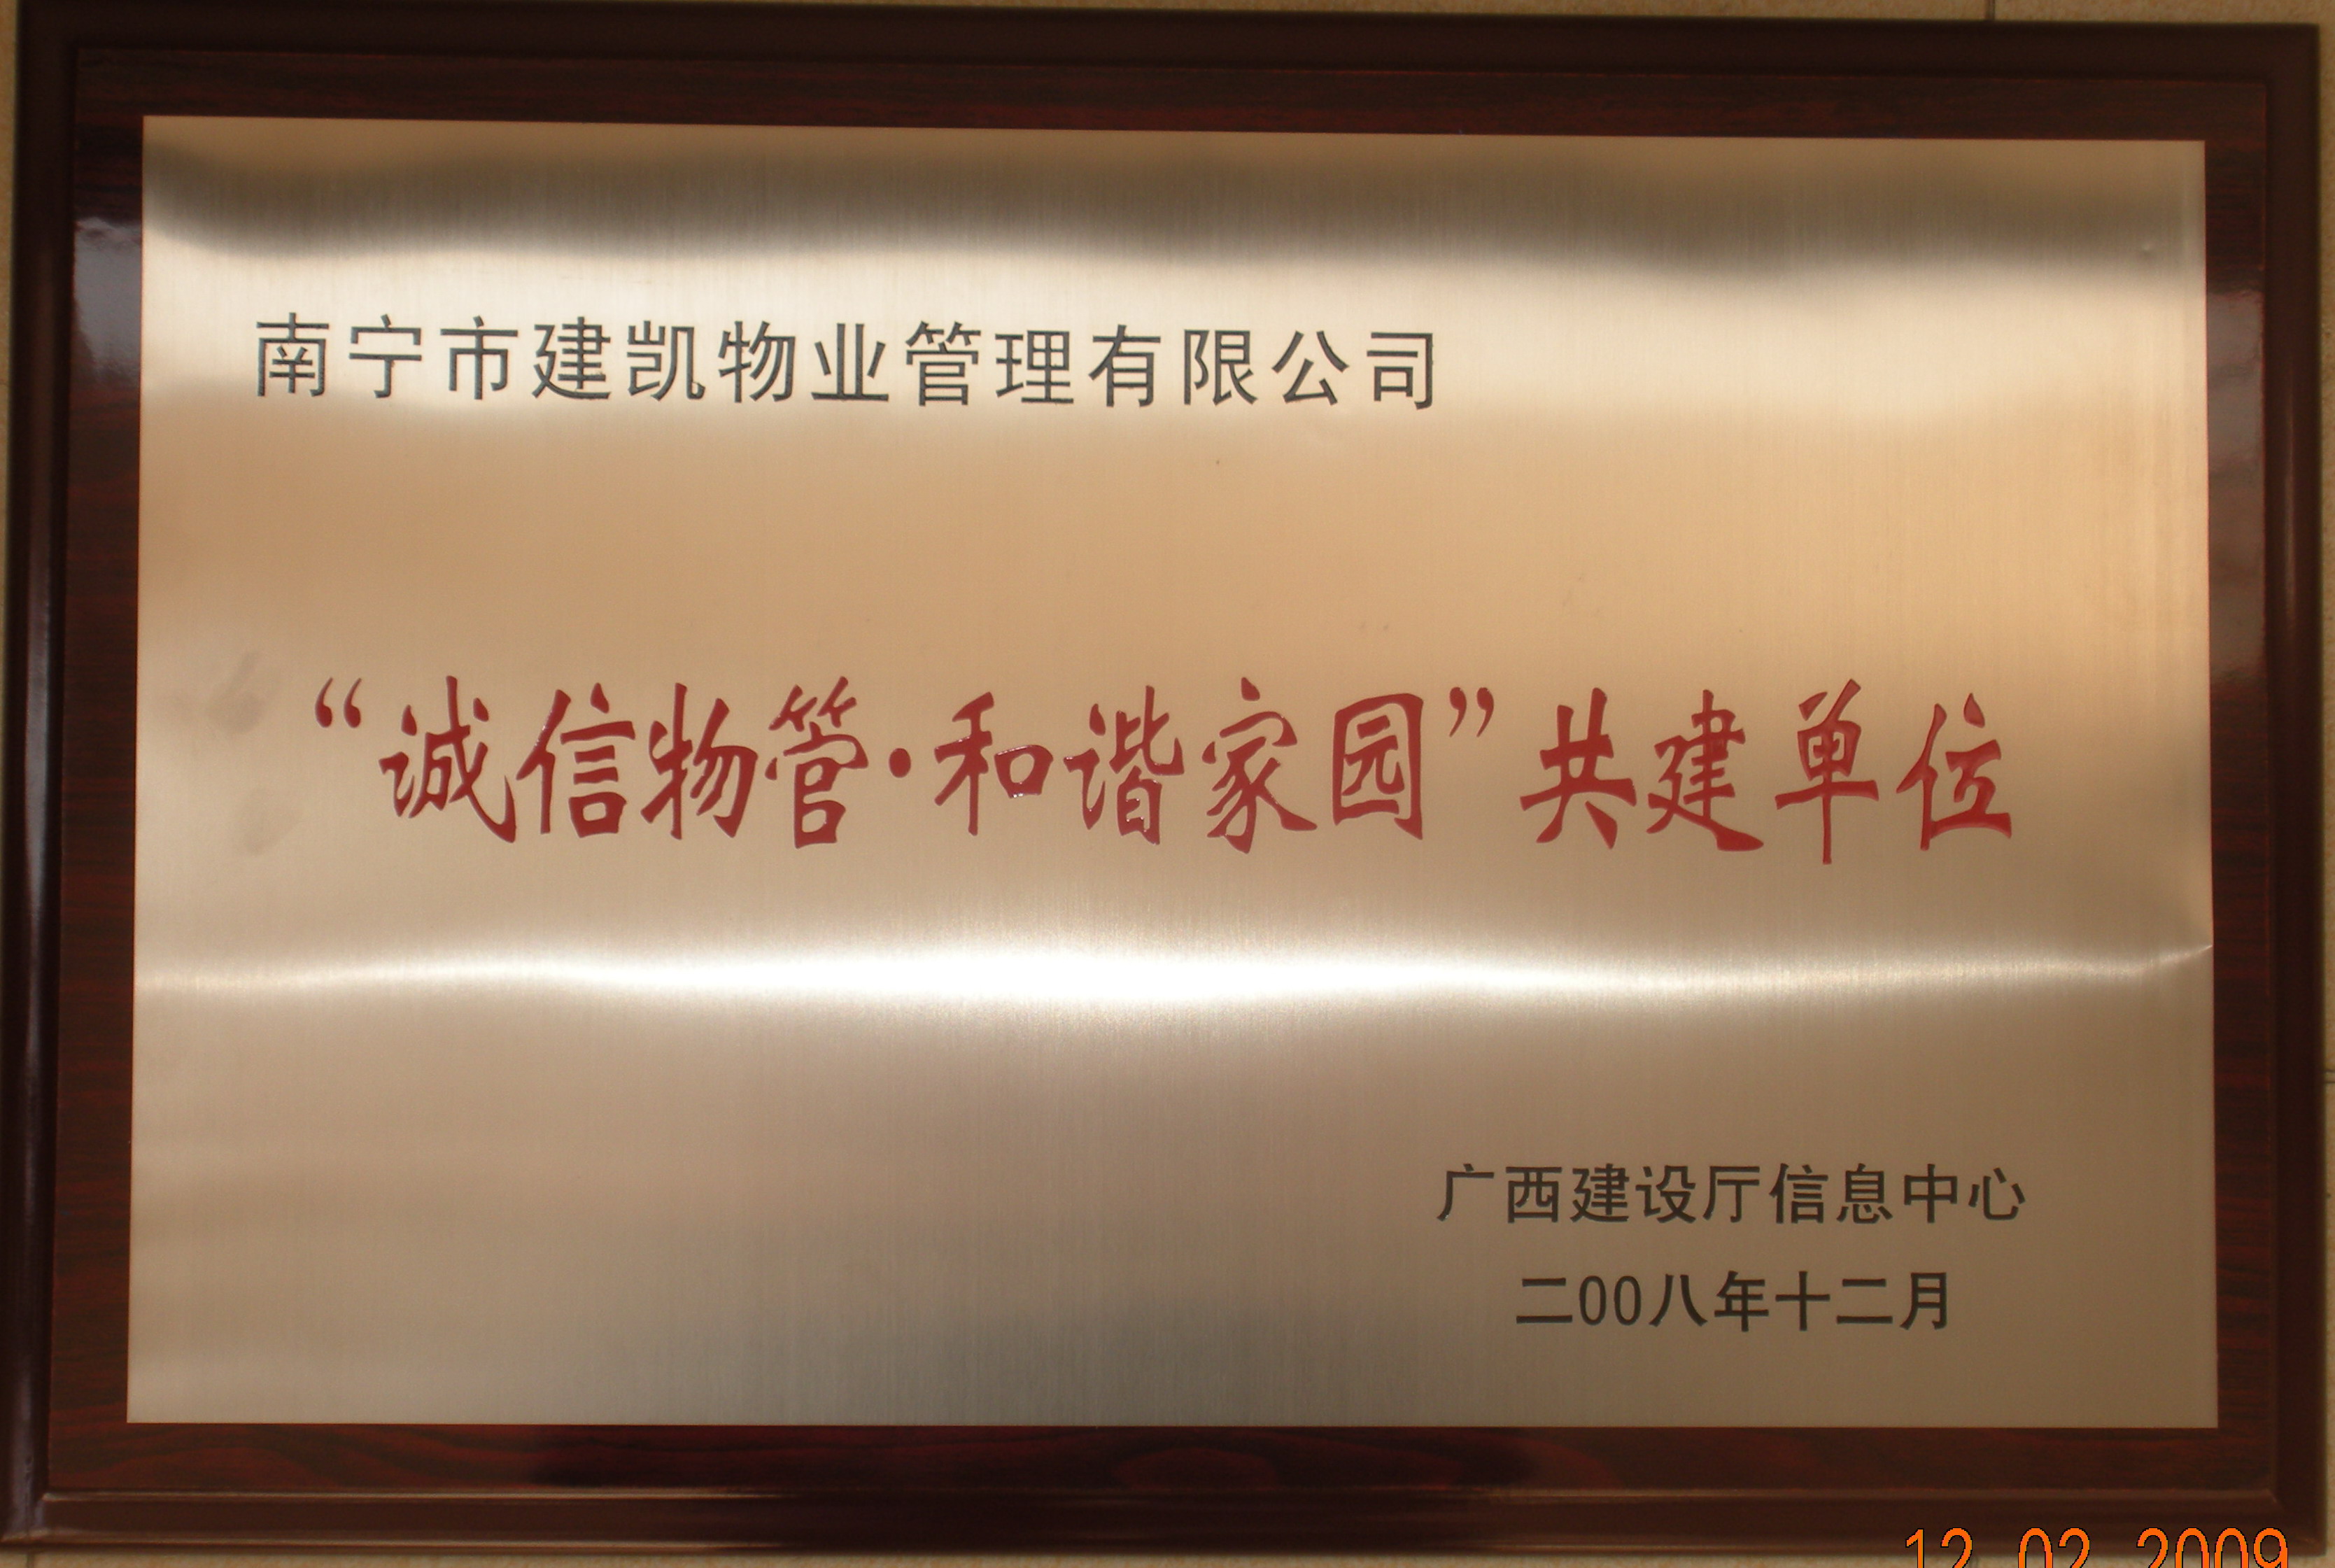 南宁市建凯物业管理有限公司
“诚信物管·和谐家园”共建单位
广西建设厅信息中心
二00八年十二月
12 02 2009